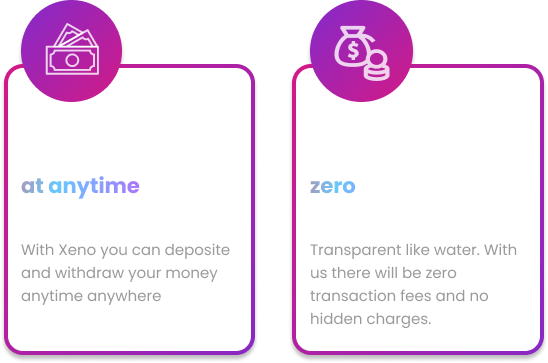 at anytime
With Xeno you can deposite
and withdraw your money
anytime anywhere
$
zero
Transparent like water. With
us there will be zero
transaction fees and no
hidden charges.